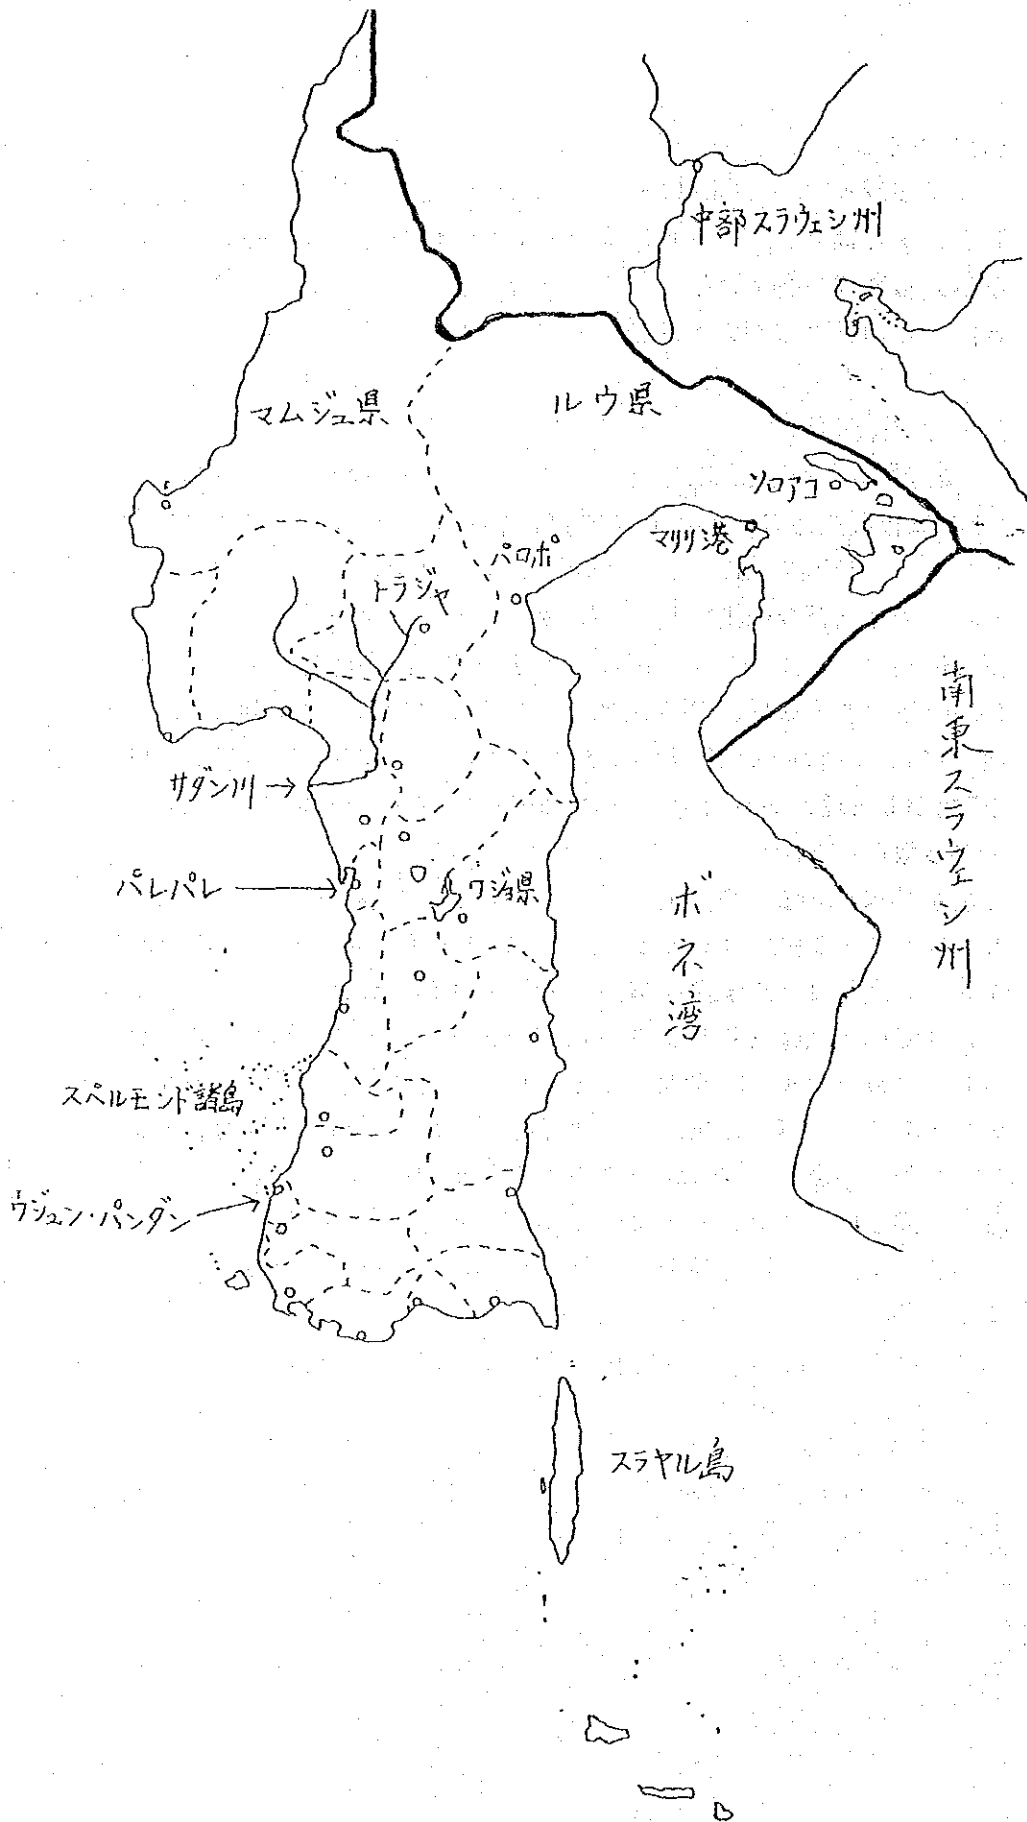 中部スラウェシ州
マムジュ県
ルウ県
ソロアコ
マリリ港
パロポ
トラジャ
南東スラウェシ州
サダン川
パレパレ
ワジョ県
ボネ湾
スペルモンド諸島
ウジュン・パンダン
スラヤル島